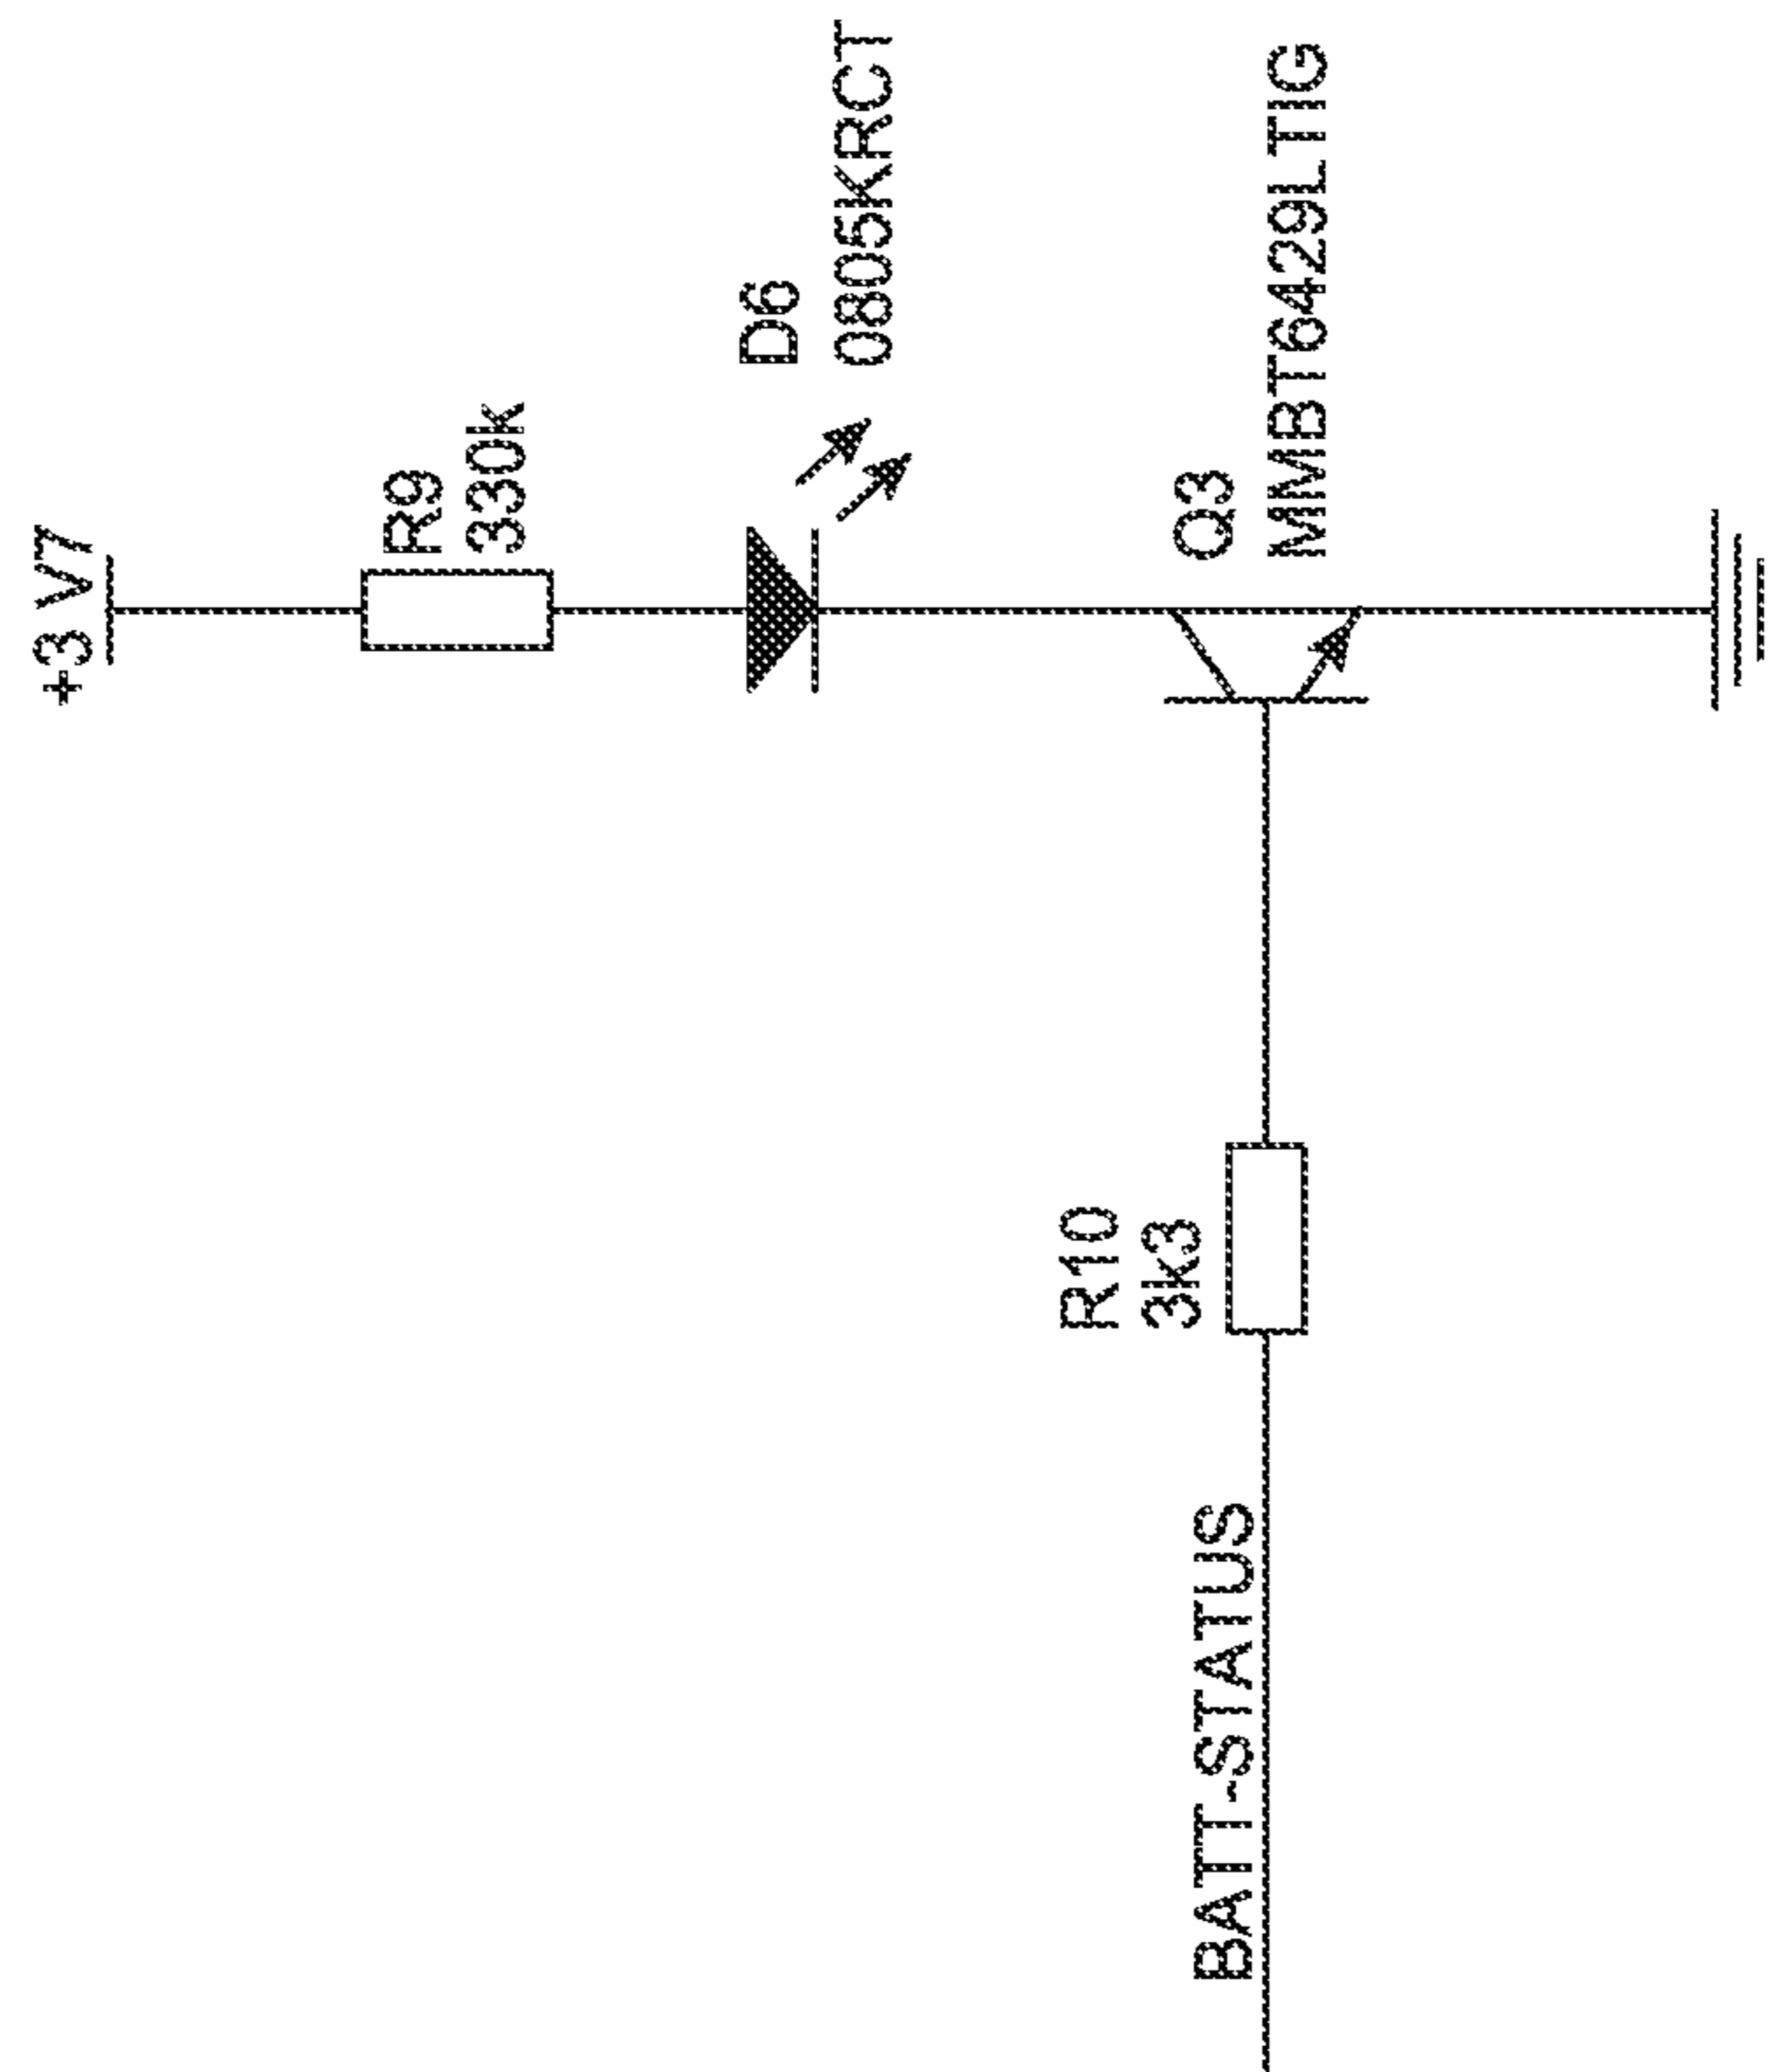 +3 V7
R9
330k
D6
0805KRCT
Q3
MMBT6429LTIG
R10
3k3
BATT-STATUS